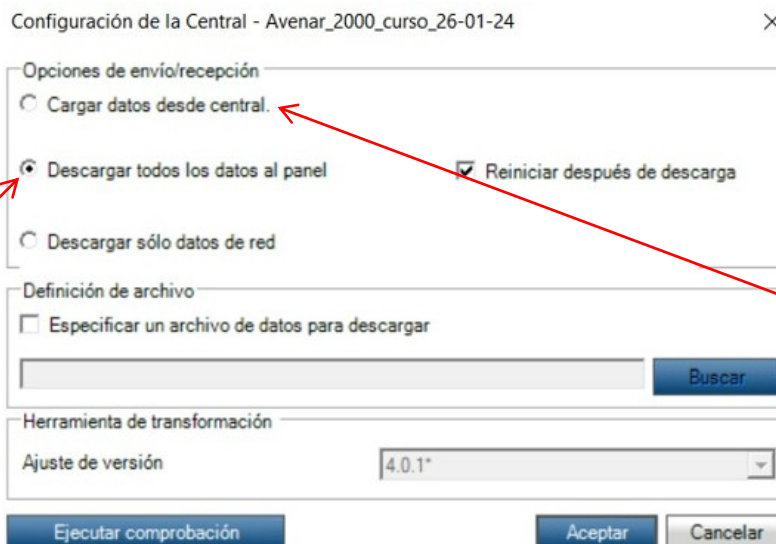 Configuración de la Central - Avenar_2000_curso_26-01-24
Opciones de envío/recepción
Cargar datos desde central.
Descargar todos los datos al panel
Reiniciar después de descarga
Descargar sólo datos de red
Definición de archivo
Especificar un archivo de datos para descargar
Buscar
Herramienta de transformación
Ajuste de versión
4.0.1*
Ejecutar comprobación
Aceptar
Cancelar